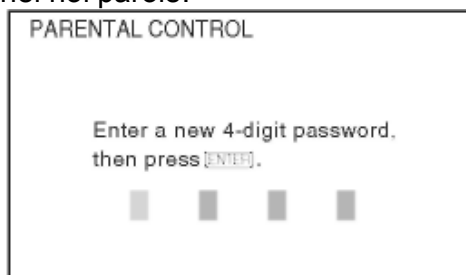 PARENTAL CONTROL
Enter a new 4-digit password,
then press [ENTER].